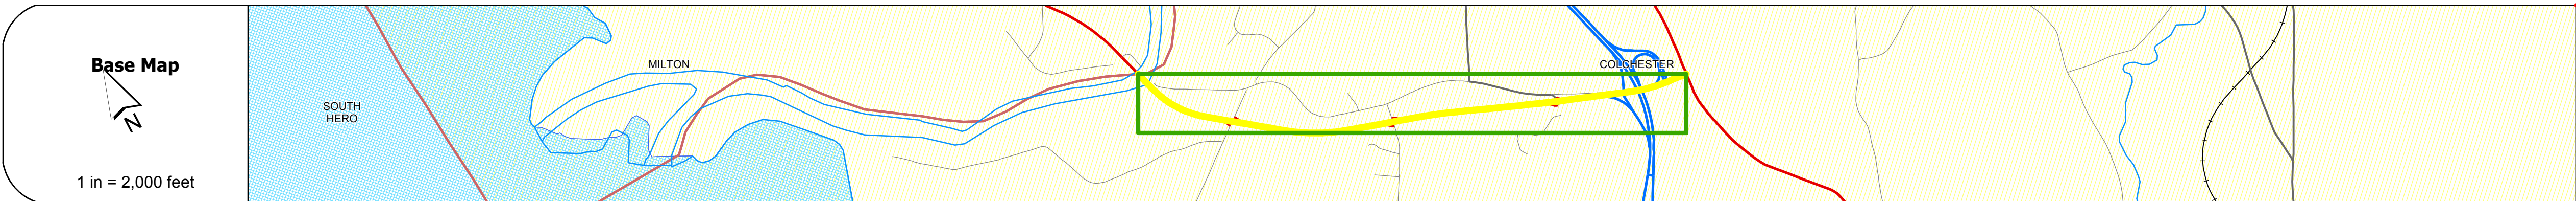 Base Map
N
1 in = 2,000 feet
SOUTH
HERO
MILTON
COLCHESTER